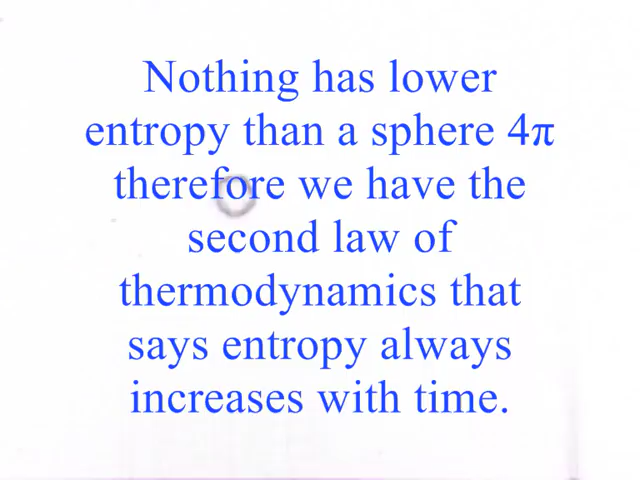 Nothing has lower
entropy than a sphere 4π
therefore we have the
second law of
thermodynamics that
says entropy always
increases with time.